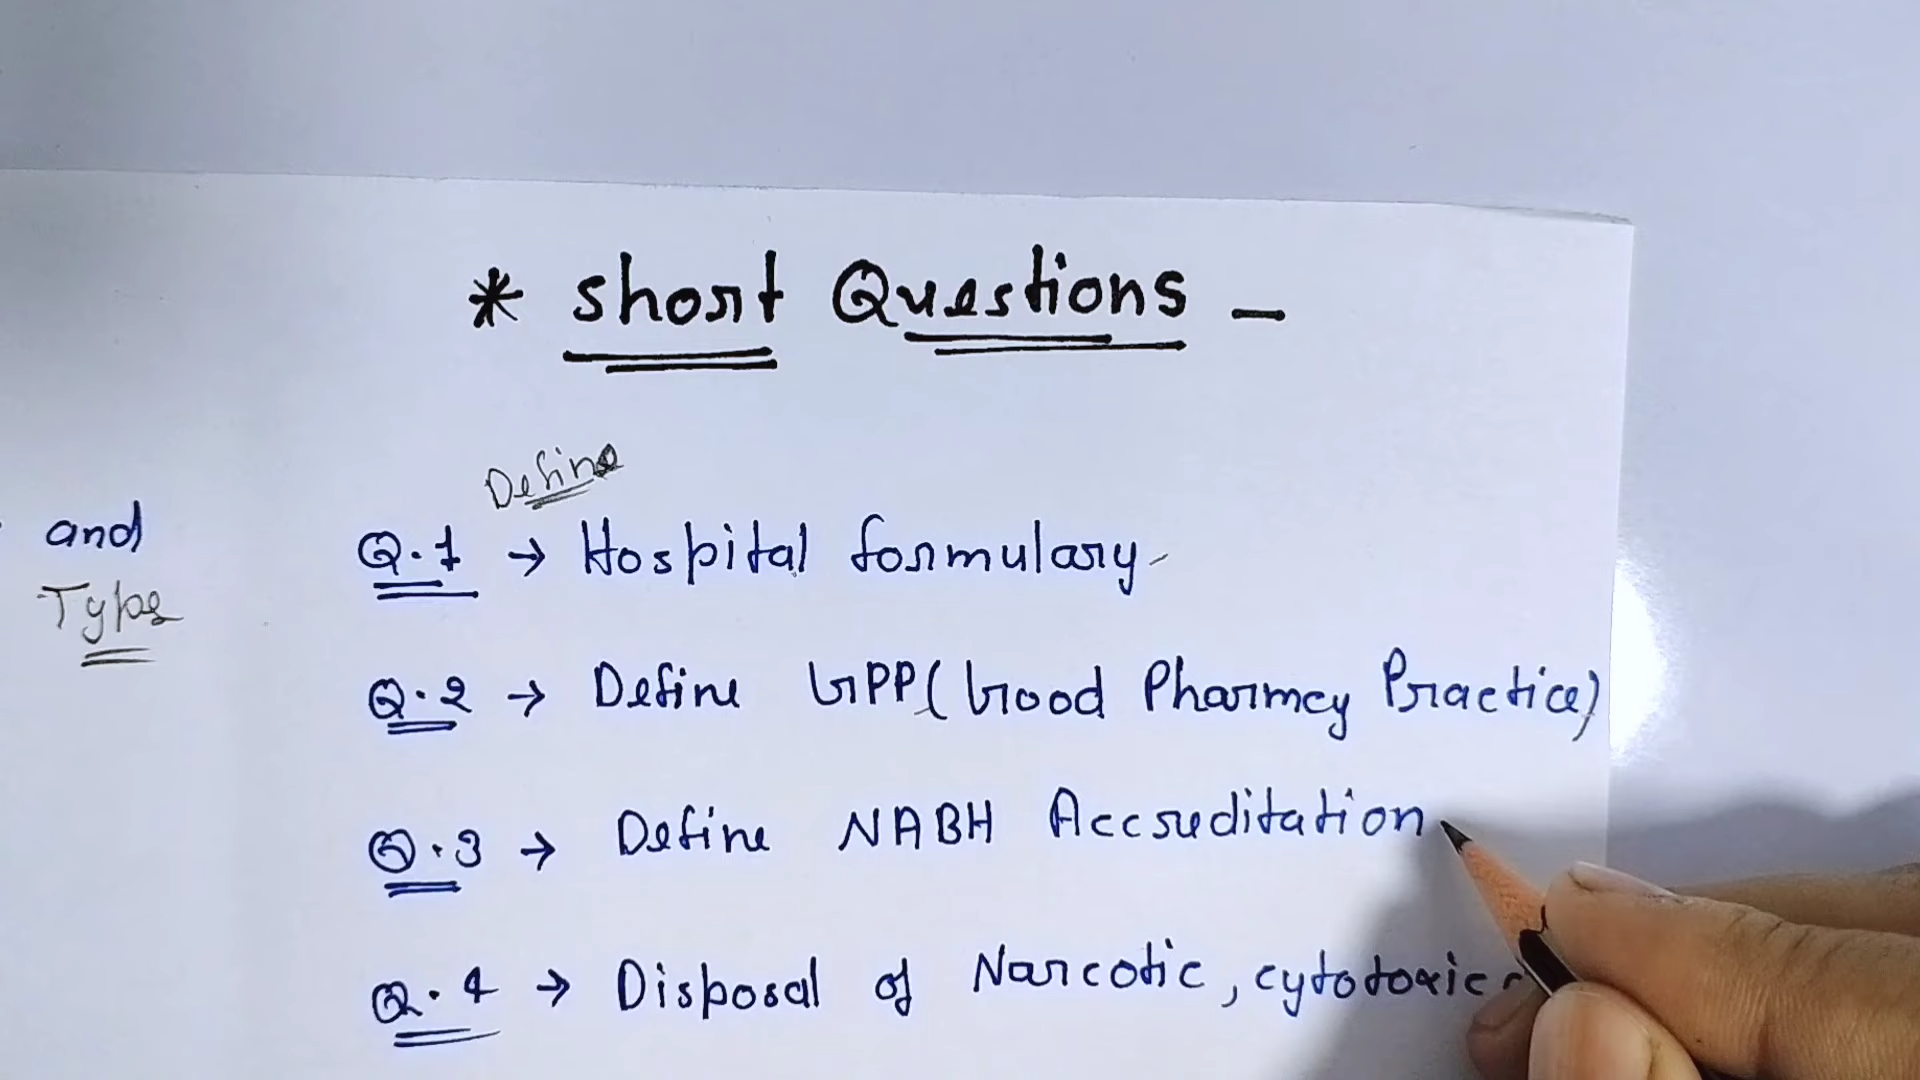 * Short Questions -
Define
and
Type
Q.1 → Hospital formulary
Q.2 → Define GPP (Good Pharmcy Practice)
Q.3 → Define NABH Accreditation
Q.4 → Disposal of Narcotic, cytotoxic